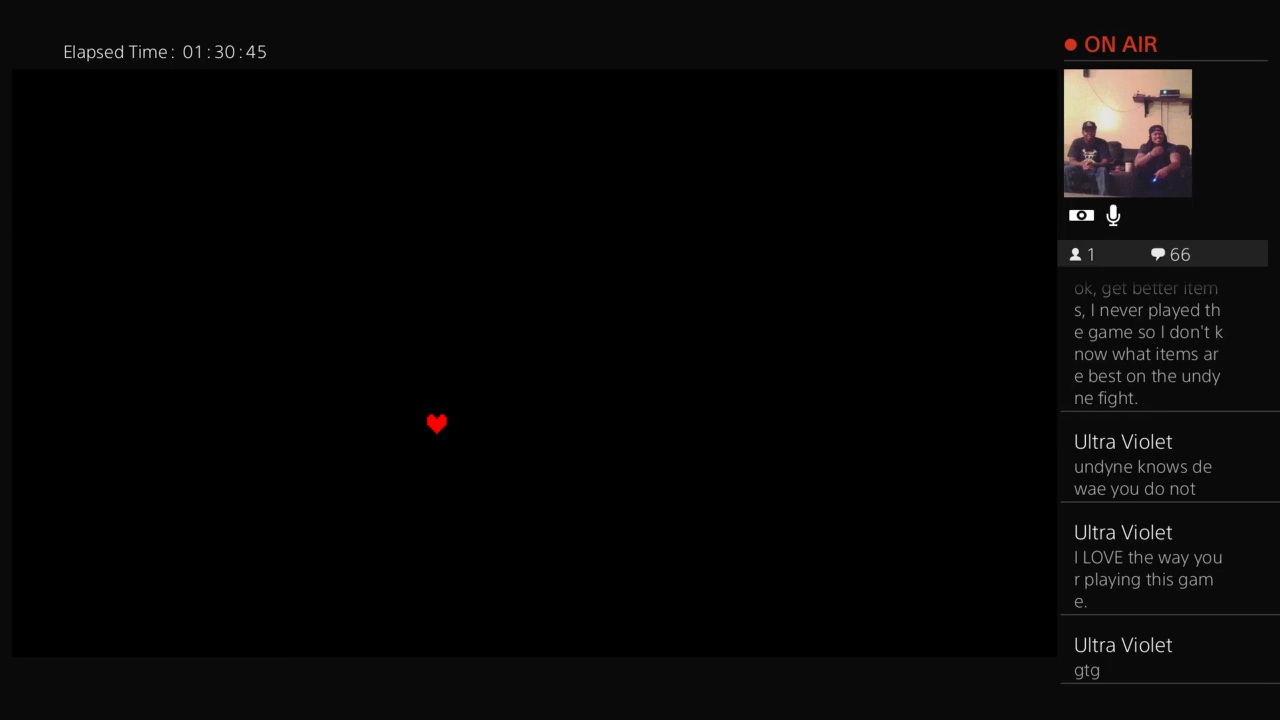 Elapsed Time: 01:30:45
ON AIR
1 66
ok, get better item
s, I never played th
e game so I don't k
now what items ar
e best on the undy
ne fight.
Ultra Violet
undyne knows de
wae you do not
Ultra Violet
I LOVE the way you
r playing this gam
e.
Ultra Violet
gtg